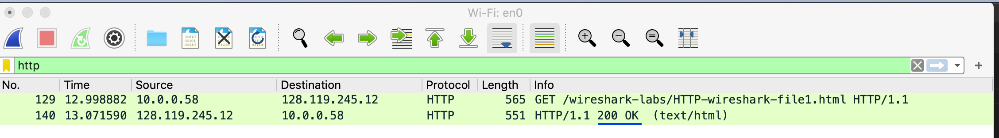 Wi-Fi: en0
http
No. Time Source Destination Protocol Length Info
129 12.998882 10.0.0.58 128.119.245.12 HTTP 565 GET /wireshark-labs/HTTP-wireshark-file1.html HTTP/1.1
140 13.071590 128.119.245.12 10.0.0.58 HTTP 551 HTTP/1.1 200 OK (text/html)